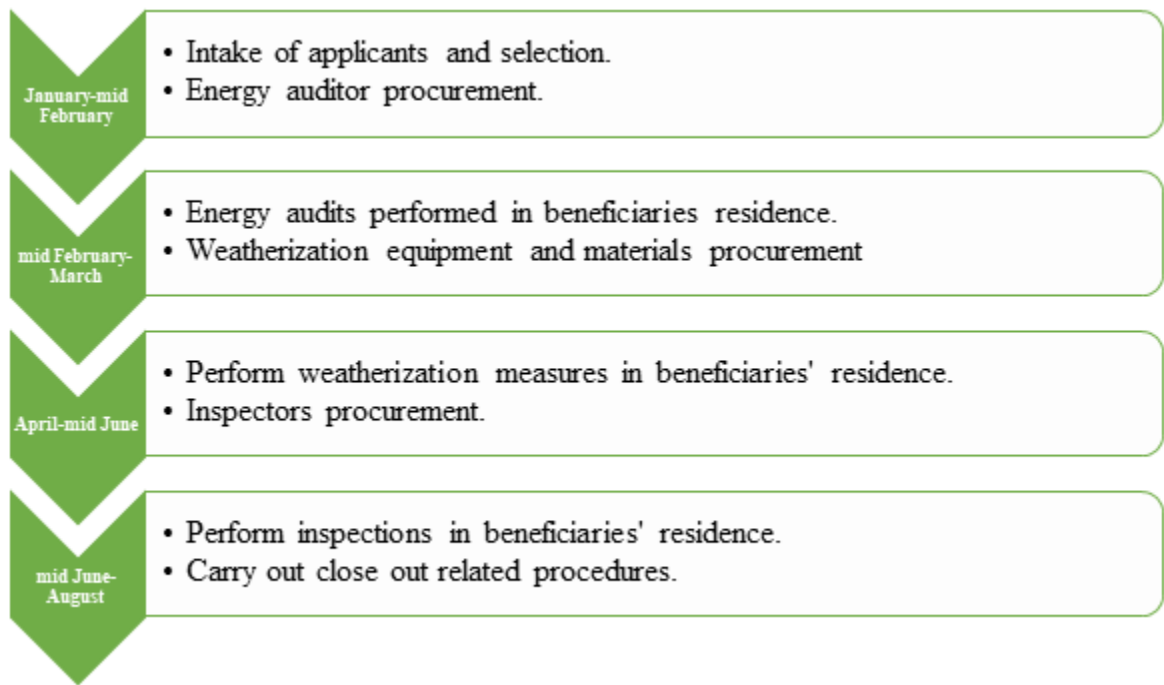 January-mid
February
• Intake of applicants and selection.
• Energy auditor procurement.
mid February-
March
• Energy audits performed in beneficiaries residence.
• Weatherization equipment and materials procurement
April-mid June
• Perform weatherization measures in beneficiaries' residence.
• Inspectors procurement.
mid June-
August
• Perform inspections in beneficiaries' residence.
• Carry out close out related procedures.